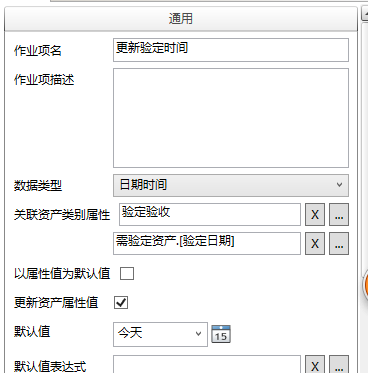 通用
作业项名 更新验定时间
作业项描述
数据类型 日期时间
关联资产类别属性 验定验收 X ...
需验定资产.[验定日期] X ...
以属性值为默认值
更新资产属性值
默认值 今天 15
默认值表达式 X ...